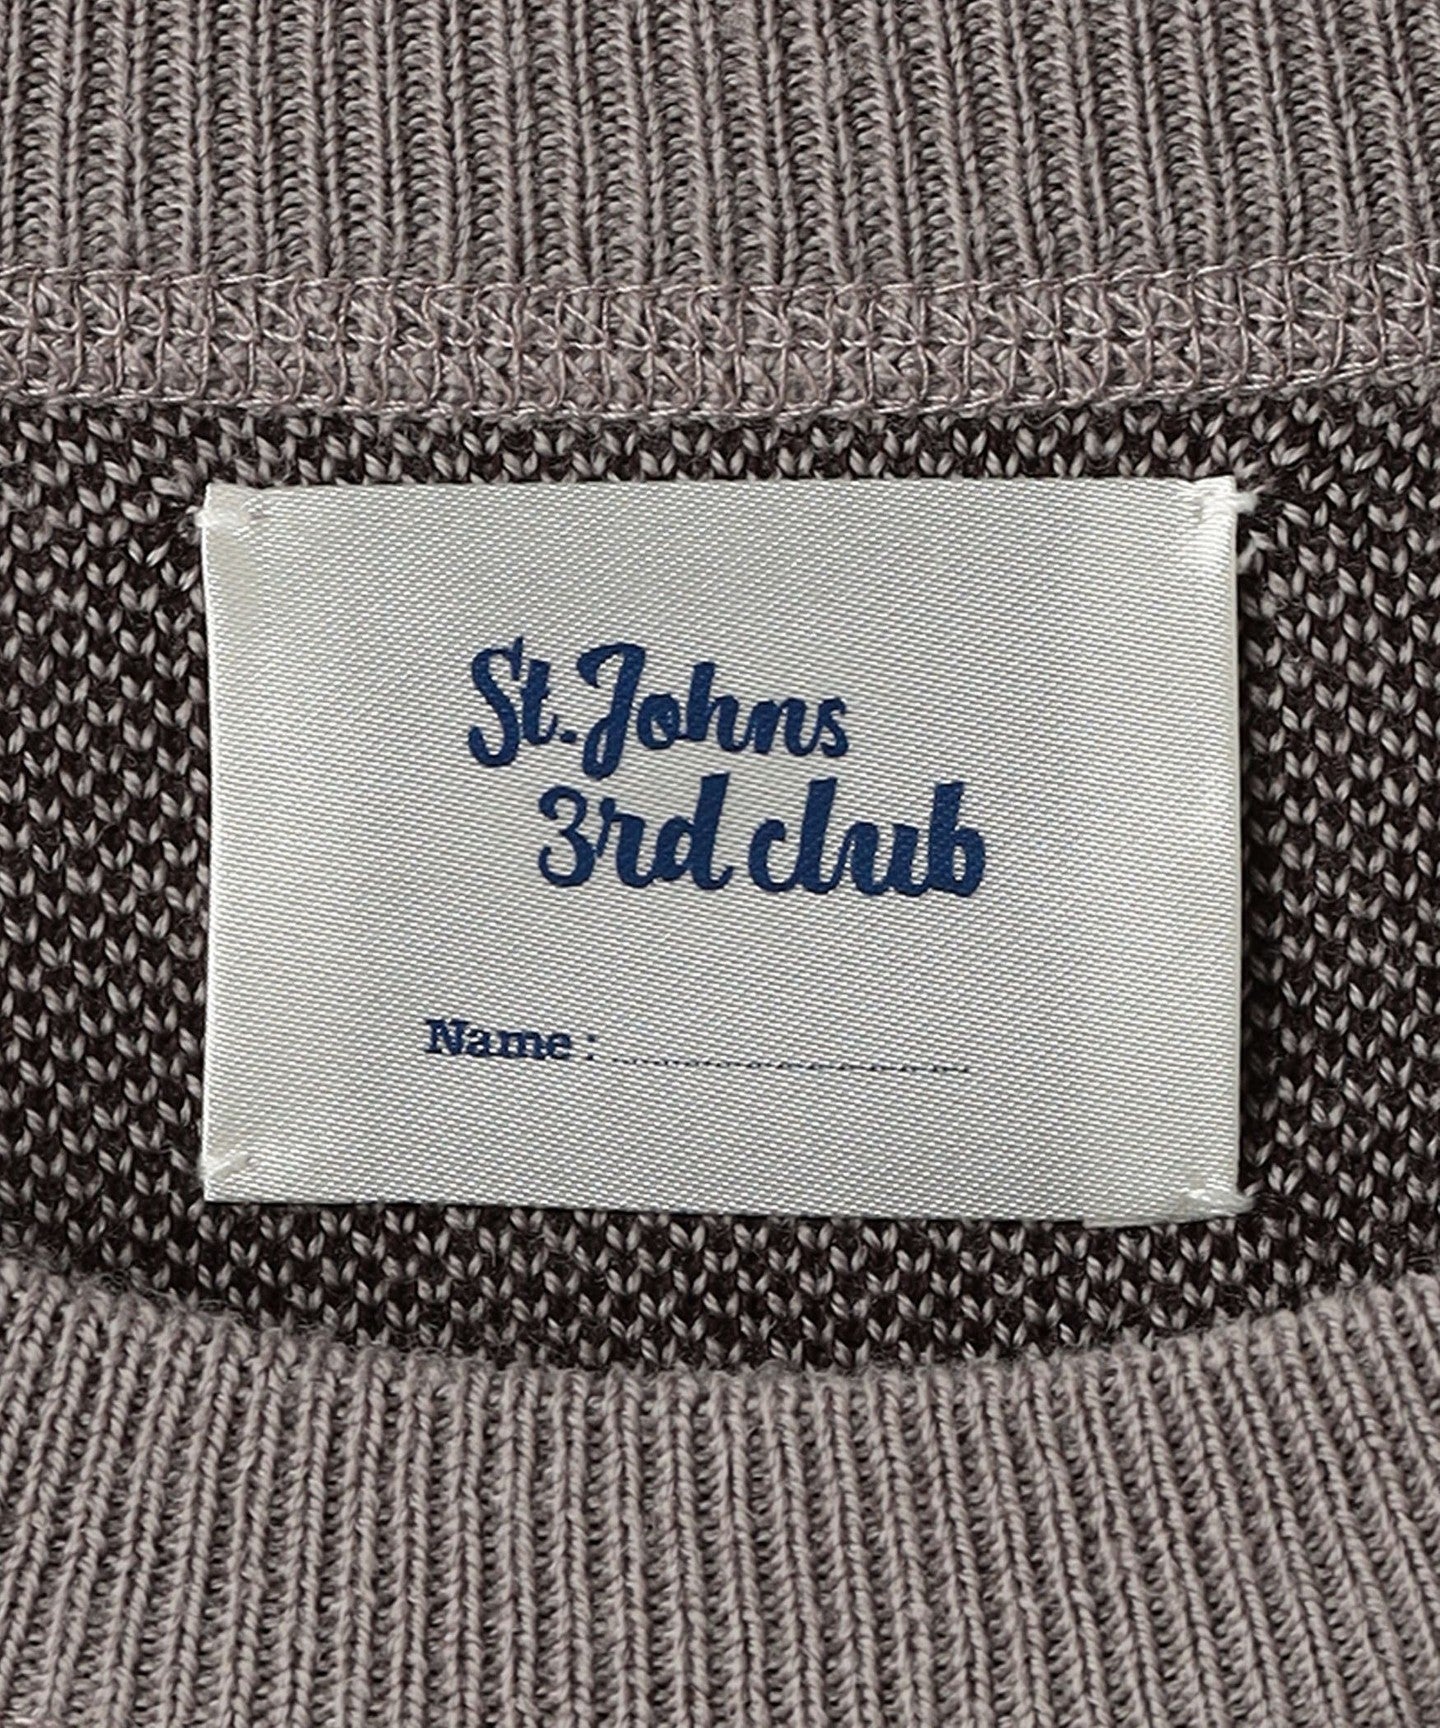 St. Johns
3rd club
Name : ....................